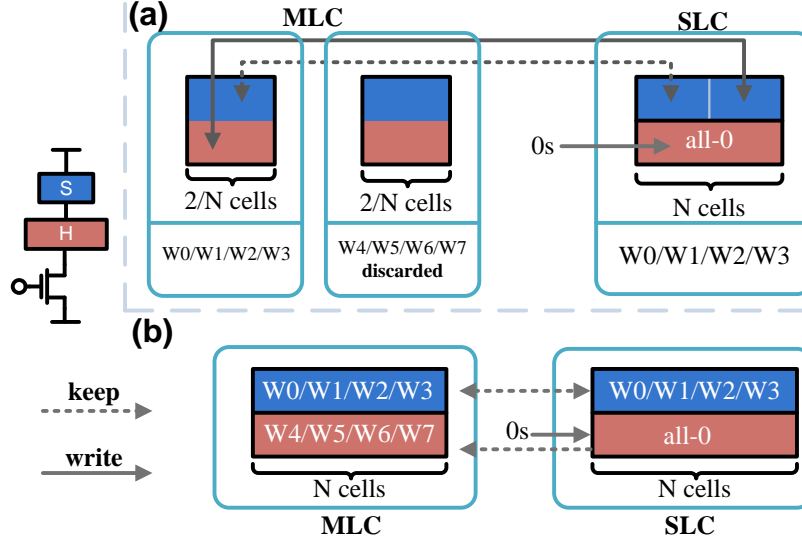 (a)
MLC
SLC
0s
all-0
S
H
2/N cells
2/N cells
N cells
W0/W1/W2/W3
W4/W5/W6/W7
discarded
W0/W1/W2/W3
(b)
keep
write
W0/W1/W2/W3
W4/W5/W6/W7
N cells
MLC
0s
W0/W1/W2/W3
all-0
N cells
SLC